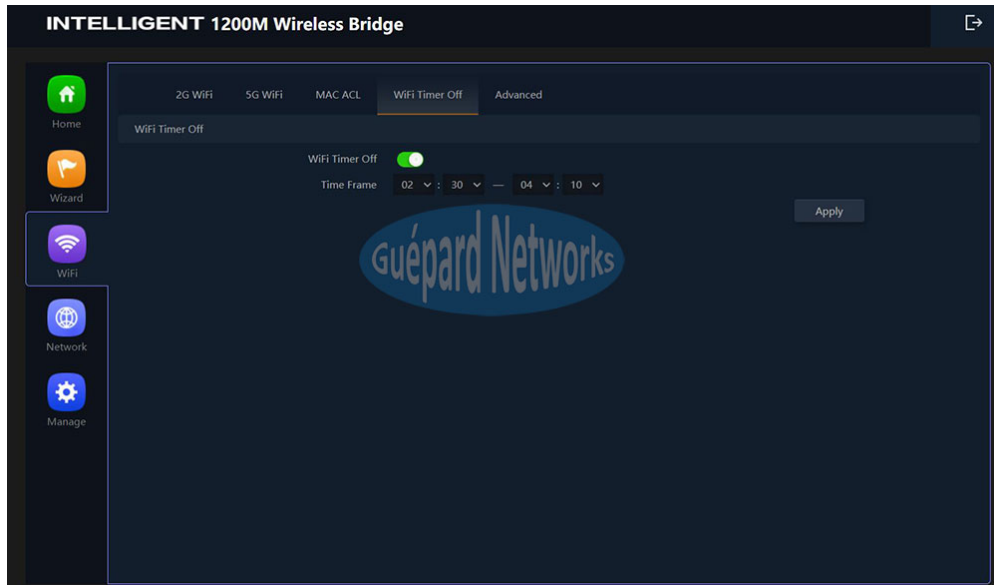 INTELLIGENT 1200M Wireless Bridge
Home
Wizard
WiFi
Network
Manage
2G WiFi 5G WiFi MAC ACL WiFi Timer Off Advanced
WiFi Timer Off
WiFi Timer Off
Time Frame 02 : 30 — 04 : 10
Apply
Guépard Networks